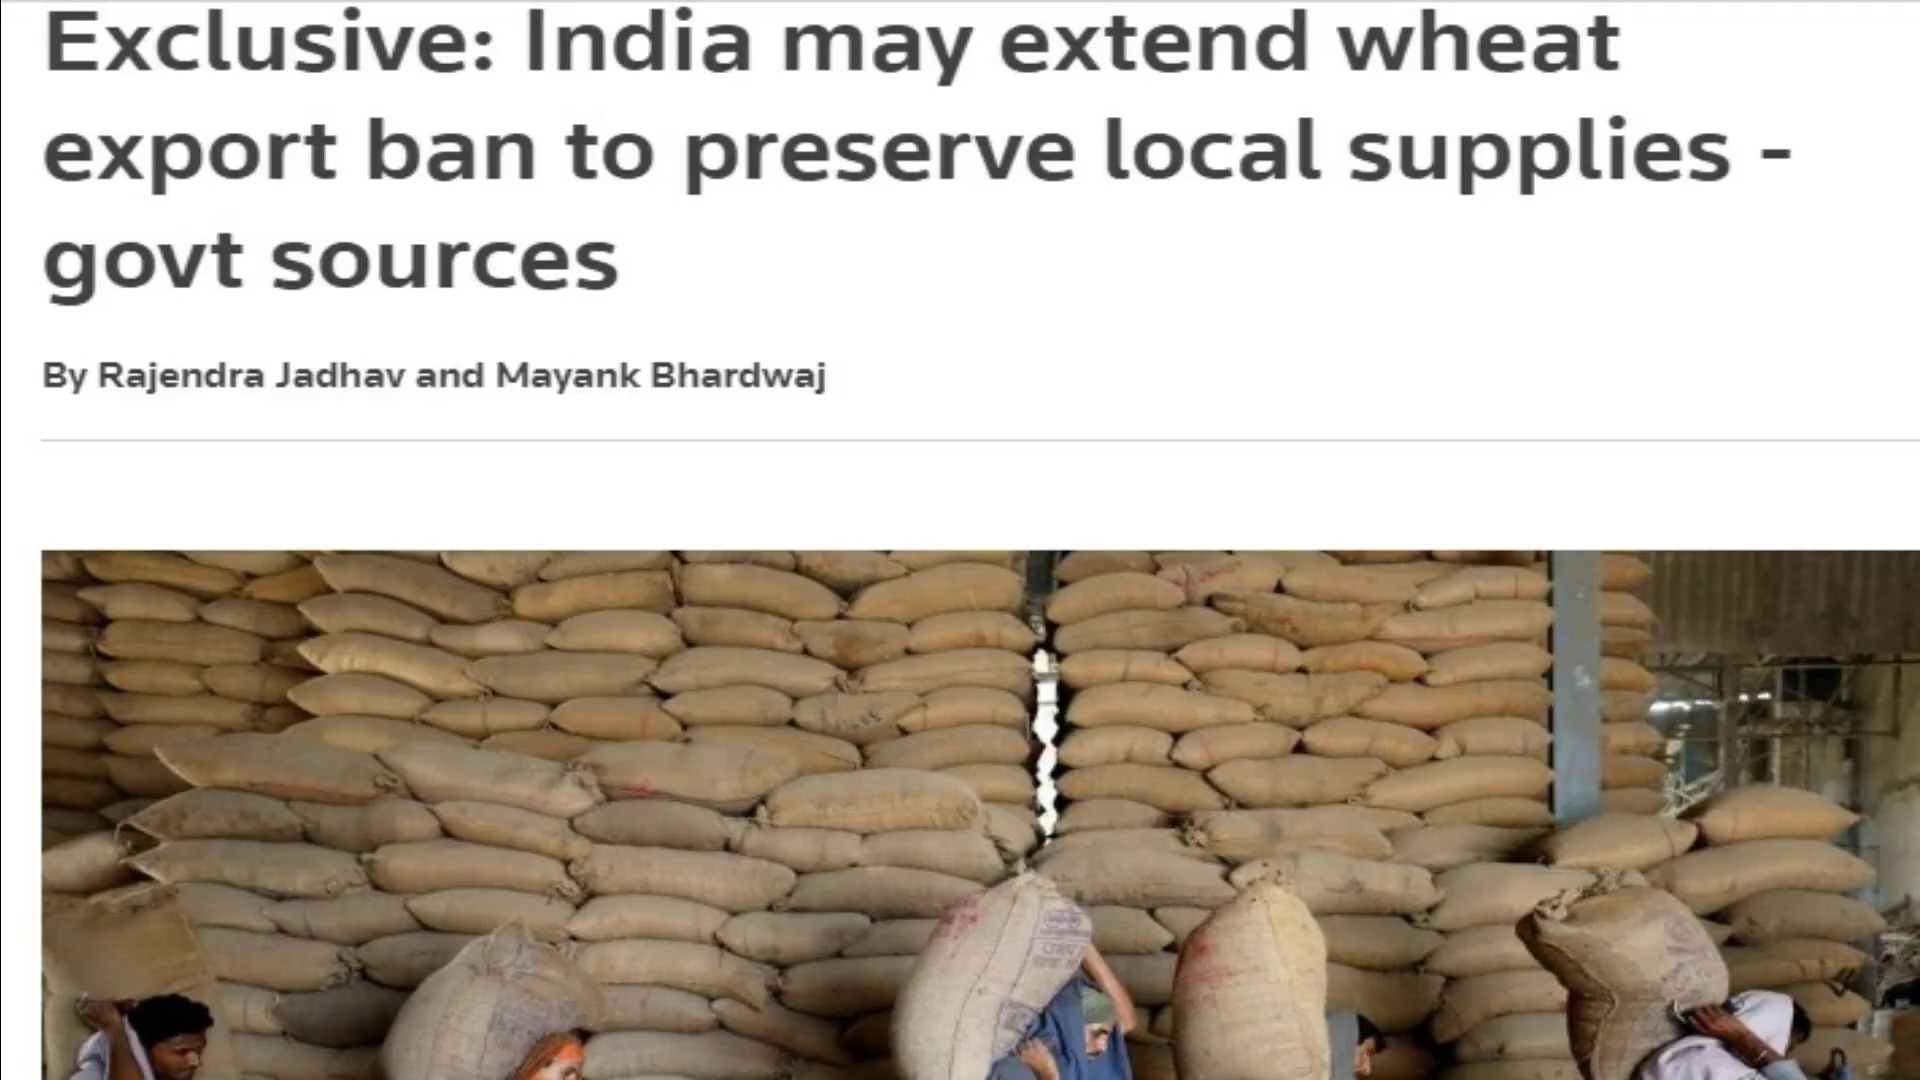 Exclusive: India may extend wheat
export ban to preserve local supplies -
govt sources
By Rajendra Jadhav and Mayank Bhardwaj